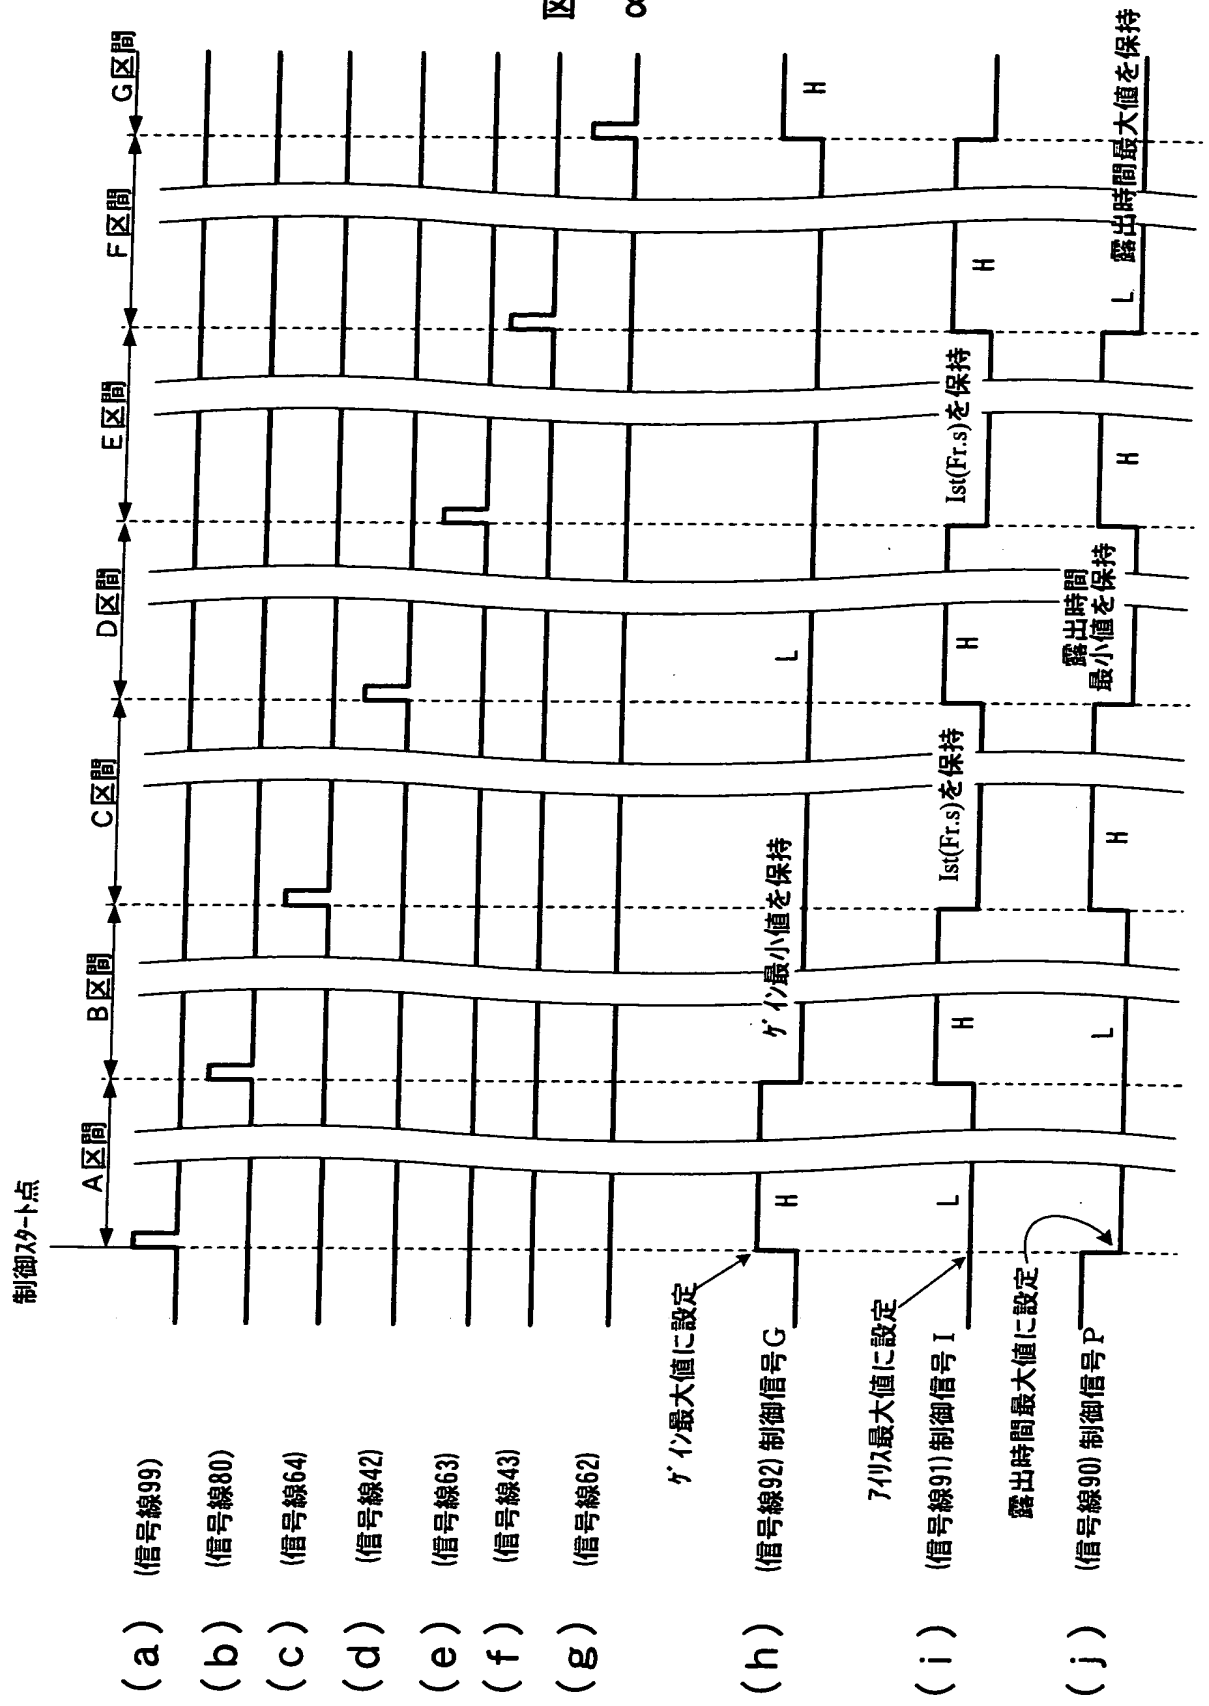 図 8
制御スタート点
A区間
B区間
C区間
D区間
E区間
F区間
G区間
(a) (信号線99)
(b) (信号線80)
(c) (信号線64)
(d) (信号線42)
(e) (信号線63)
(f) (信号線43)
(g) (信号線62)
ゲイン最大値に設定
(h) (信号線92) 制御信号G
H
ゲイン最小値を保持
L
H
アイリス最大値に設定
(i) (信号線91) 制御信号I
L
H
Ist(Fr.s)を保持
H
Ist(Fr.s)を保持
H
露出時間最大値に設定
(j) (信号線90) 制御信号P
L
H
露出時間
最小値を保持
H
L
露出時間最大値を保持